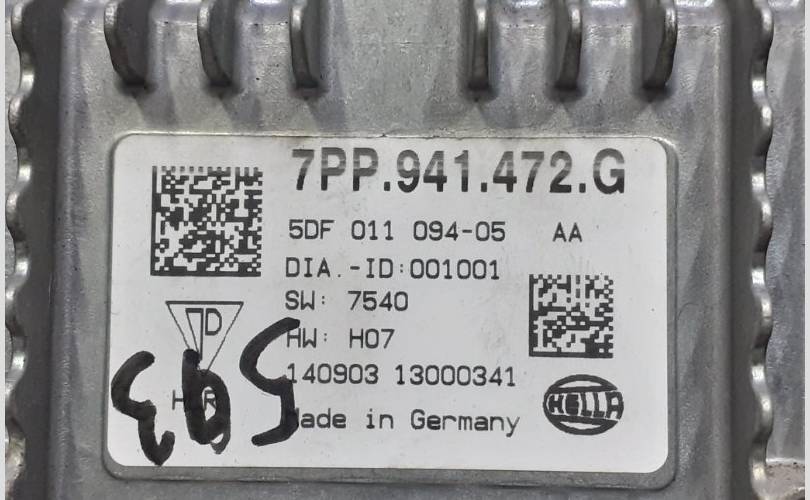 7PP.941.472.G
5DF 011 094-05 AA
DIA.-ID:001001
SW: 7540
D
HW: H07
140903 13000341
Made in Germany
HELLA